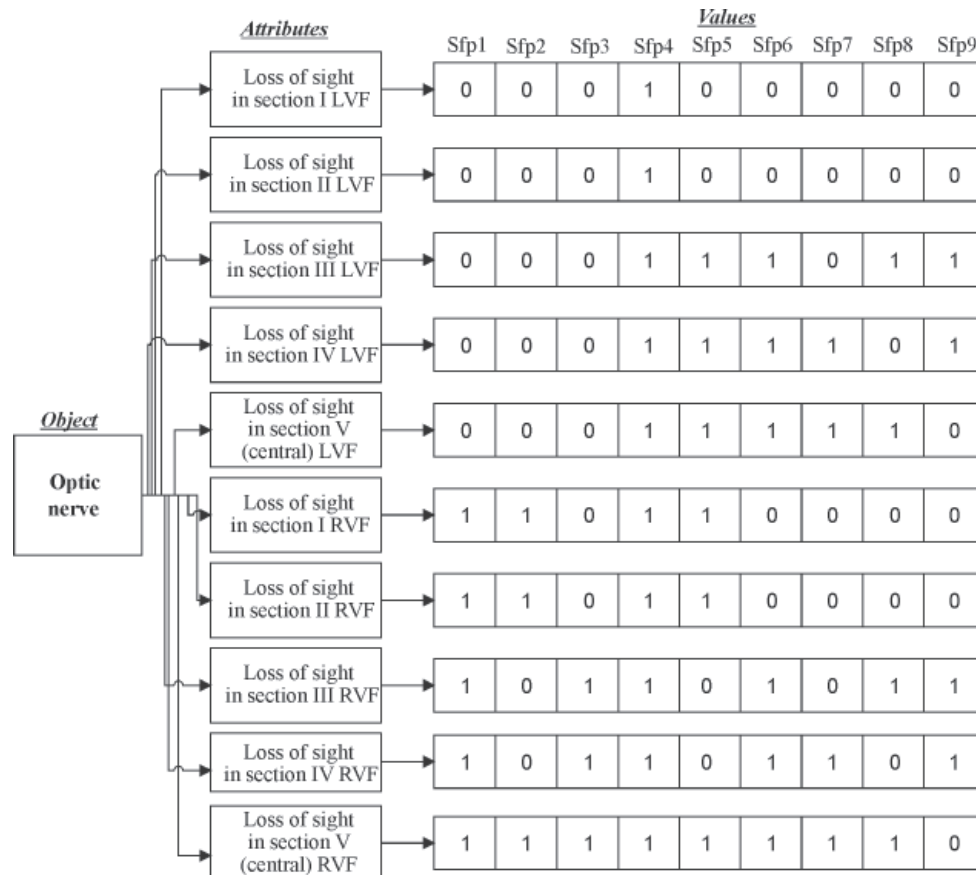 Attributes
Values
Sfp1 Sfp2 Sfp3 Sfp4 Sfp5 Sfp6 Sfp7 Sfp8 Sfp9
Loss of sight
in section I LVF
0 0 0 1 0 0 0 0 0
Loss of sight
in section II LVF
0 0 0 1 0 0 0 0 0
Loss of sight
in section III LVF
0 0 0 1 1 1 0 1 1
Loss of sight
in section IV LVF
0 0 0 1 1 1 1 0 1
Object
Optic
nerve
Loss of sight
in section V
(central) LVF
0 0 0 1 1 1 1 1 0
Loss of sight
in section I RVF
1 1 0 1 1 0 0 0 0
Loss of sight
in section II RVF
1 1 0 1 1 0 0 0 0
Loss of sight
in section III RVF
1 0 1 1 0 1 0 1 1
Loss of sight
in section IV RVF
1 0 1 1 0 1 1 0 1
Loss of sight
in section V
(central) RVF
1 1 1 1 1 1 1 1 0